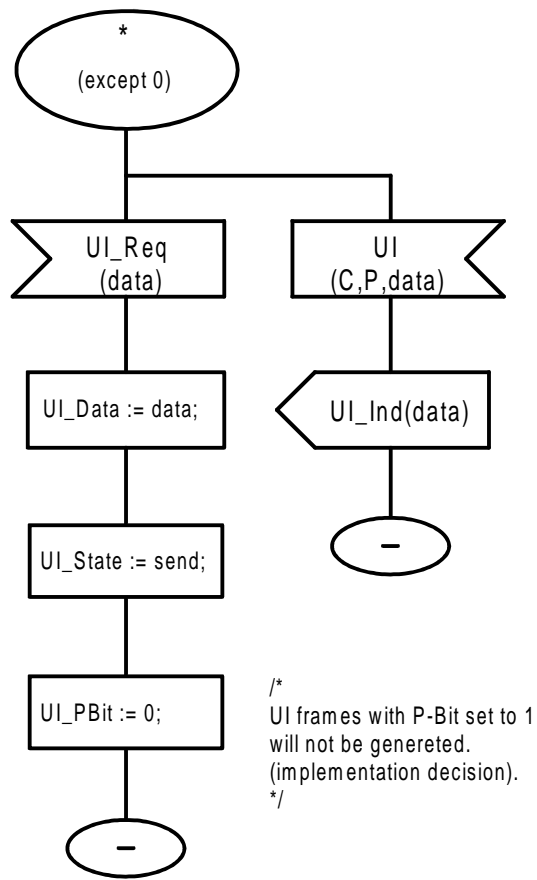 *
(except 0)
UI_Req
(data)
UI
(C,P,data)
UI_Data := data;
UI_Ind(data)
–
UI_State := send;
UI_PBit := 0;
/*
UI frames with P-Bit set to 1
will not be genereted.
(implementation decision).
*/
–